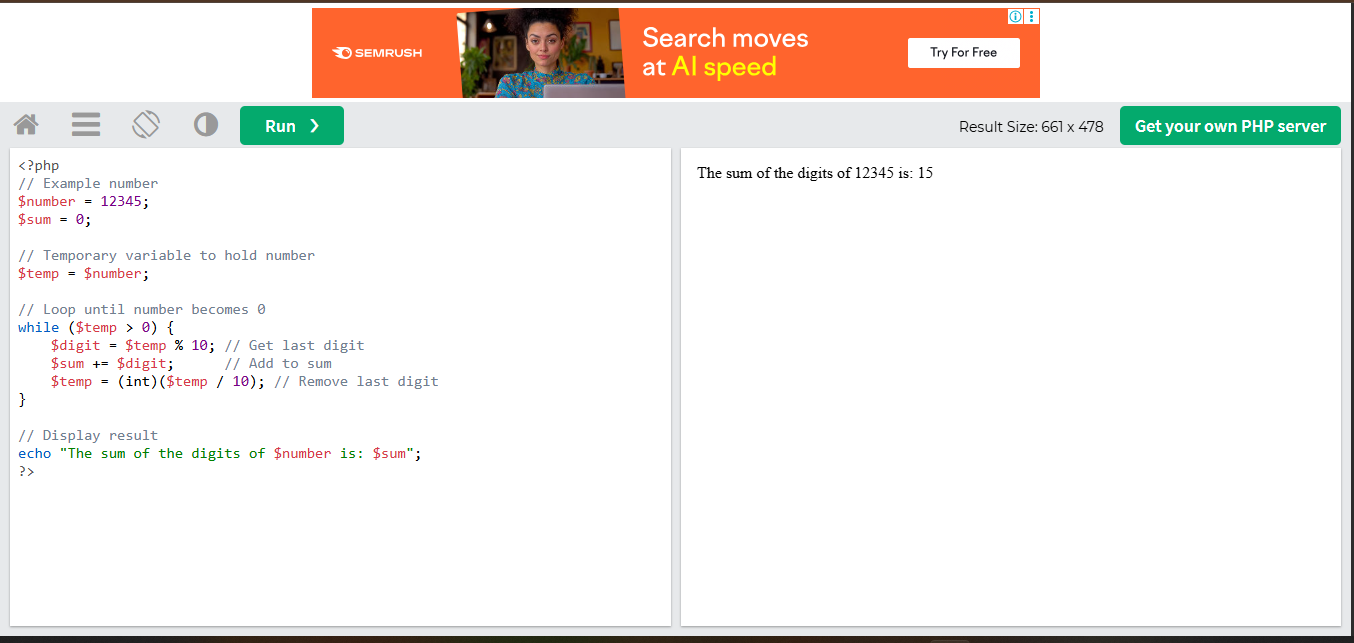 SEMRUSH
Search moves
at AI speed
Try For Free
Run ❯
Result Size: 661 x 478
Get your own PHP server
<?php
// Example number
$number = 12345;
$sum = 0;

// Temporary variable to hold number
$temp = $number;

// Loop until number becomes 0
while ($temp > 0) {
    $digit = $temp % 10; // Get last digit
    $sum += $digit;      // Add to sum
    $temp = (int)($temp / 10); // Remove last digit
}

// Display result
echo "The sum of the digits of $number is: $sum";
?>
The sum of the digits of 12345 is: 15